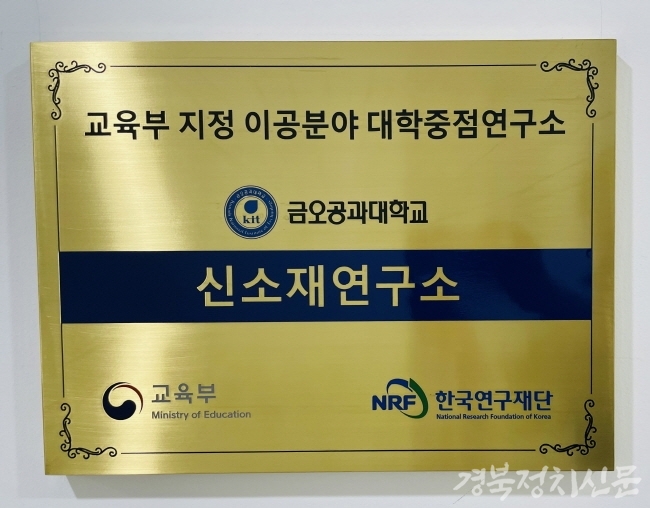 교육부 지정 이공분야 대학중점연구소
kit 금오공과대학교
신소재연구소
교육부
Ministry of Education
NRF 한국연구재단
National Research Foundation of Korea
경북정치신문